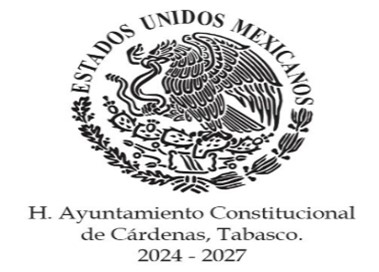 ESTADOS UNIDOS MEXICANOS
H. Ayuntamiento Constitucional
de Cárdenas, Tabasco.
2024 - 2027